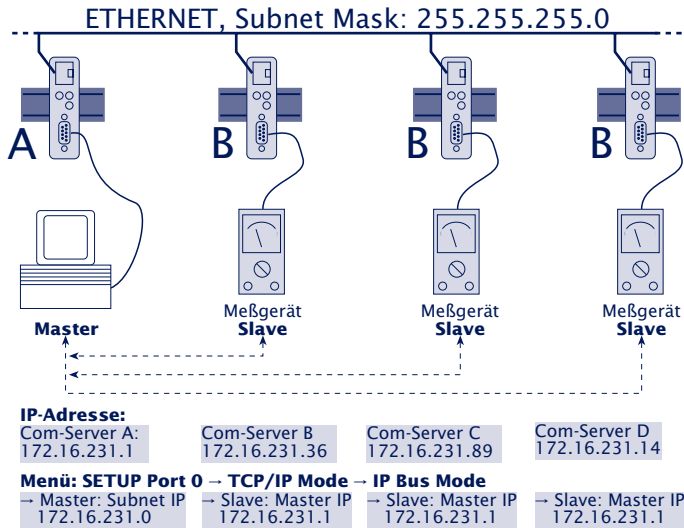 ETHERNET, Subnet Mask: 255.255.255.0
A
B
B
B
Master
Meßgerät
Slave
Meßgerät
Slave
Meßgerät
Slave
IP-Adresse:
Com-Server A:
172.16.231.1
Com-Server B
172.16.231.36
Com-Server C
172.16.231.89
Com-Server D
172.16.231.14
Menü: SETUP Port 0 → TCP/IP Mode → IP Bus Mode
→ Master: Subnet IP
172.16.231.0
→ Slave: Master IP
172.16.231.1
→ Slave: Master IP
172.16.231.1
→ Slave: Master IP
172.16.231.1